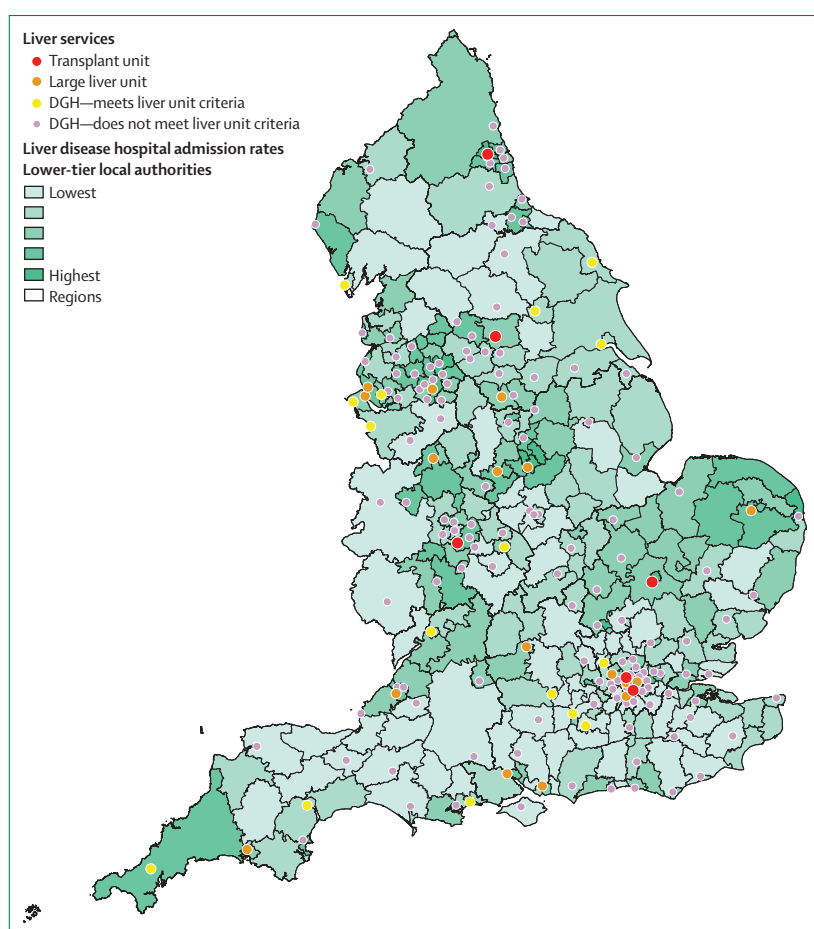 Liver services
Transplant unit
Large liver unit
DGH—meets liver unit criteria
DGH—does not meet liver unit criteria
Liver disease hospital admission rates
Lower-tier local authorities
Lowest
Highest
Regions